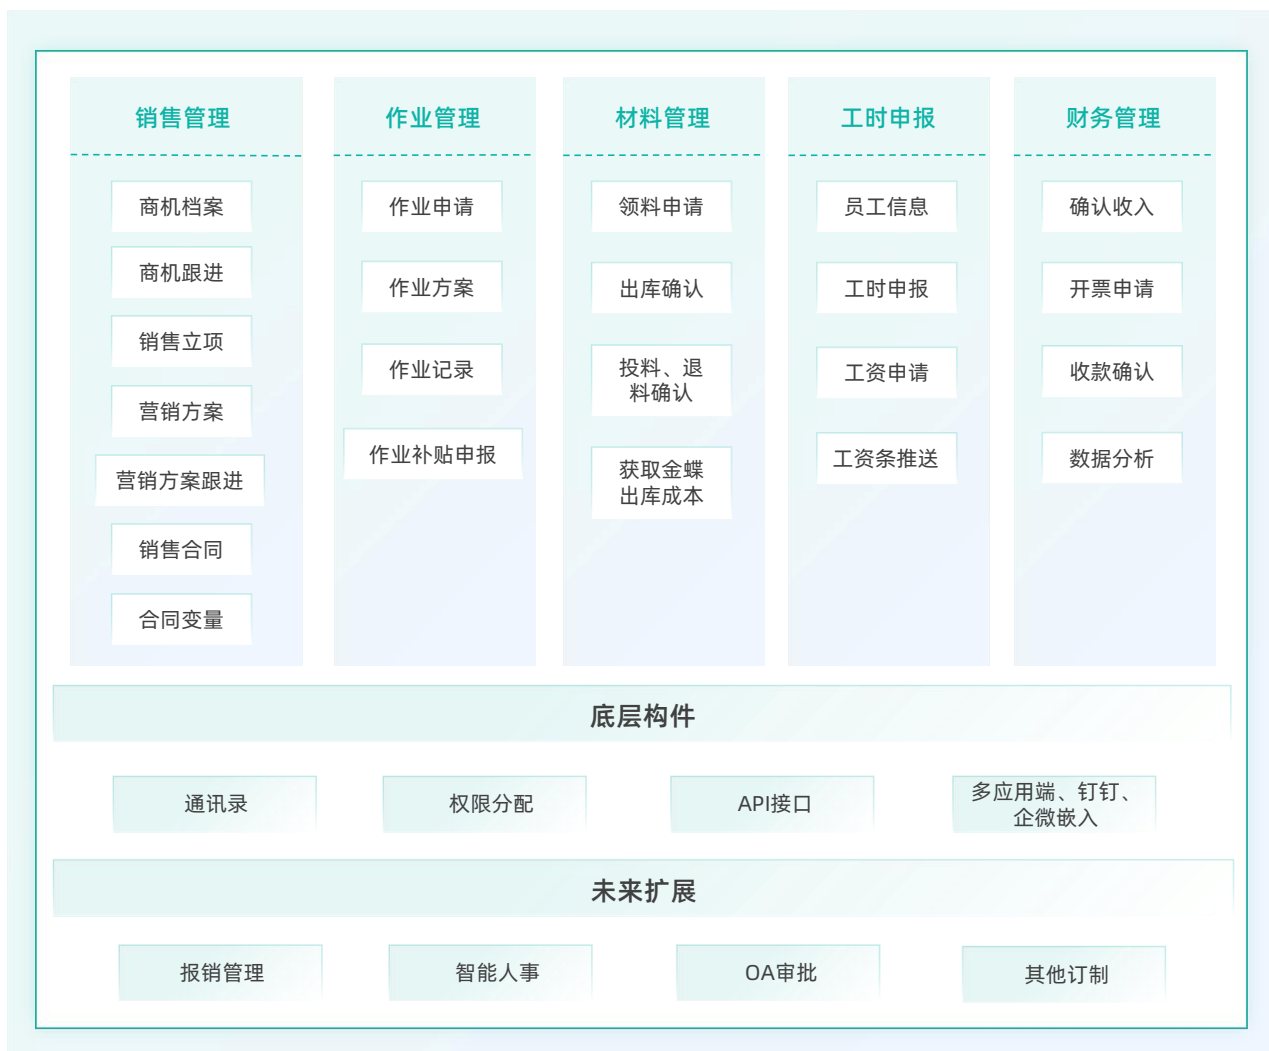 销售管理
商机档案
商机跟进
销售立项
营销方案
营销方案跟进
销售合同
合同变量
作业管理
作业申请
作业方案
作业记录
作业补贴申报
材料管理
领料申请
出库确认
投料、退
料确认
获取金蝶
出库成本
工时申报
员工信息
工时申报
工资申请
工资条推送
财务管理
确认收入
开票申请
收款确认
数据分析
底层构件
通讯录
权限分配
API接口
多应用端、钉钉、
企微嵌入
未来扩展
报销管理
智能人事
OA审批
其他订制